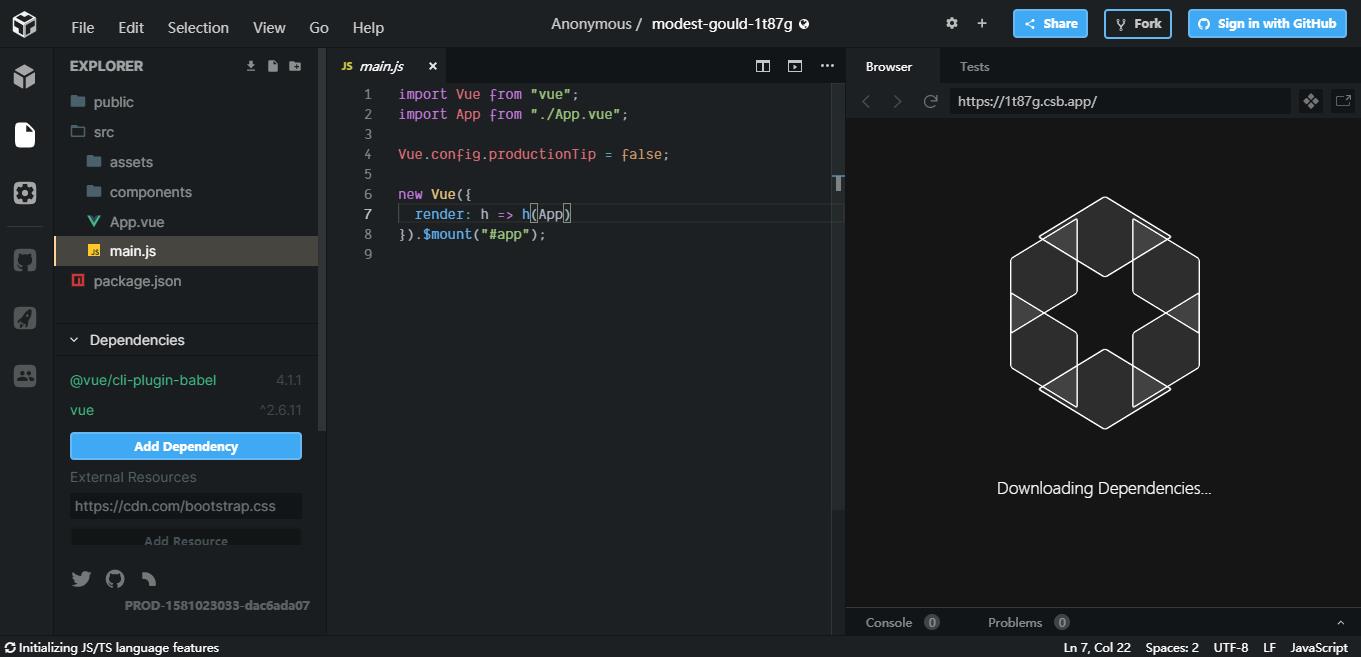 File Edit Selection View Go Help
Anonymous / modest-gould-1t87g
Share
Fork
Sign in with GitHub
EXPLORER
public
src
assets
components
App.vue
JS main.js
package.json
Dependencies
@vue/cli-plugin-babel 4.1.1
vue ^2.6.11
Add Dependency
External Resources
https://cdn.com/bootstrap.css
Add Resource
PROD-1581023033-dac6ada07
JS main.js
1 import Vue from "vue";
2 import App from "./App.vue";
3
4 Vue.config.productionTip = false;
5
6 new Vue({
7 render: h => h(App)
8 }).$mount("#app");
9
Browser Tests
https://1t87g.csb.app/
Downloading Dependencies...
Console 0 Problems 0
Initializing JS/TS language features
Ln 7, Col 22 Spaces: 2 UTF-8 LF JavaScript